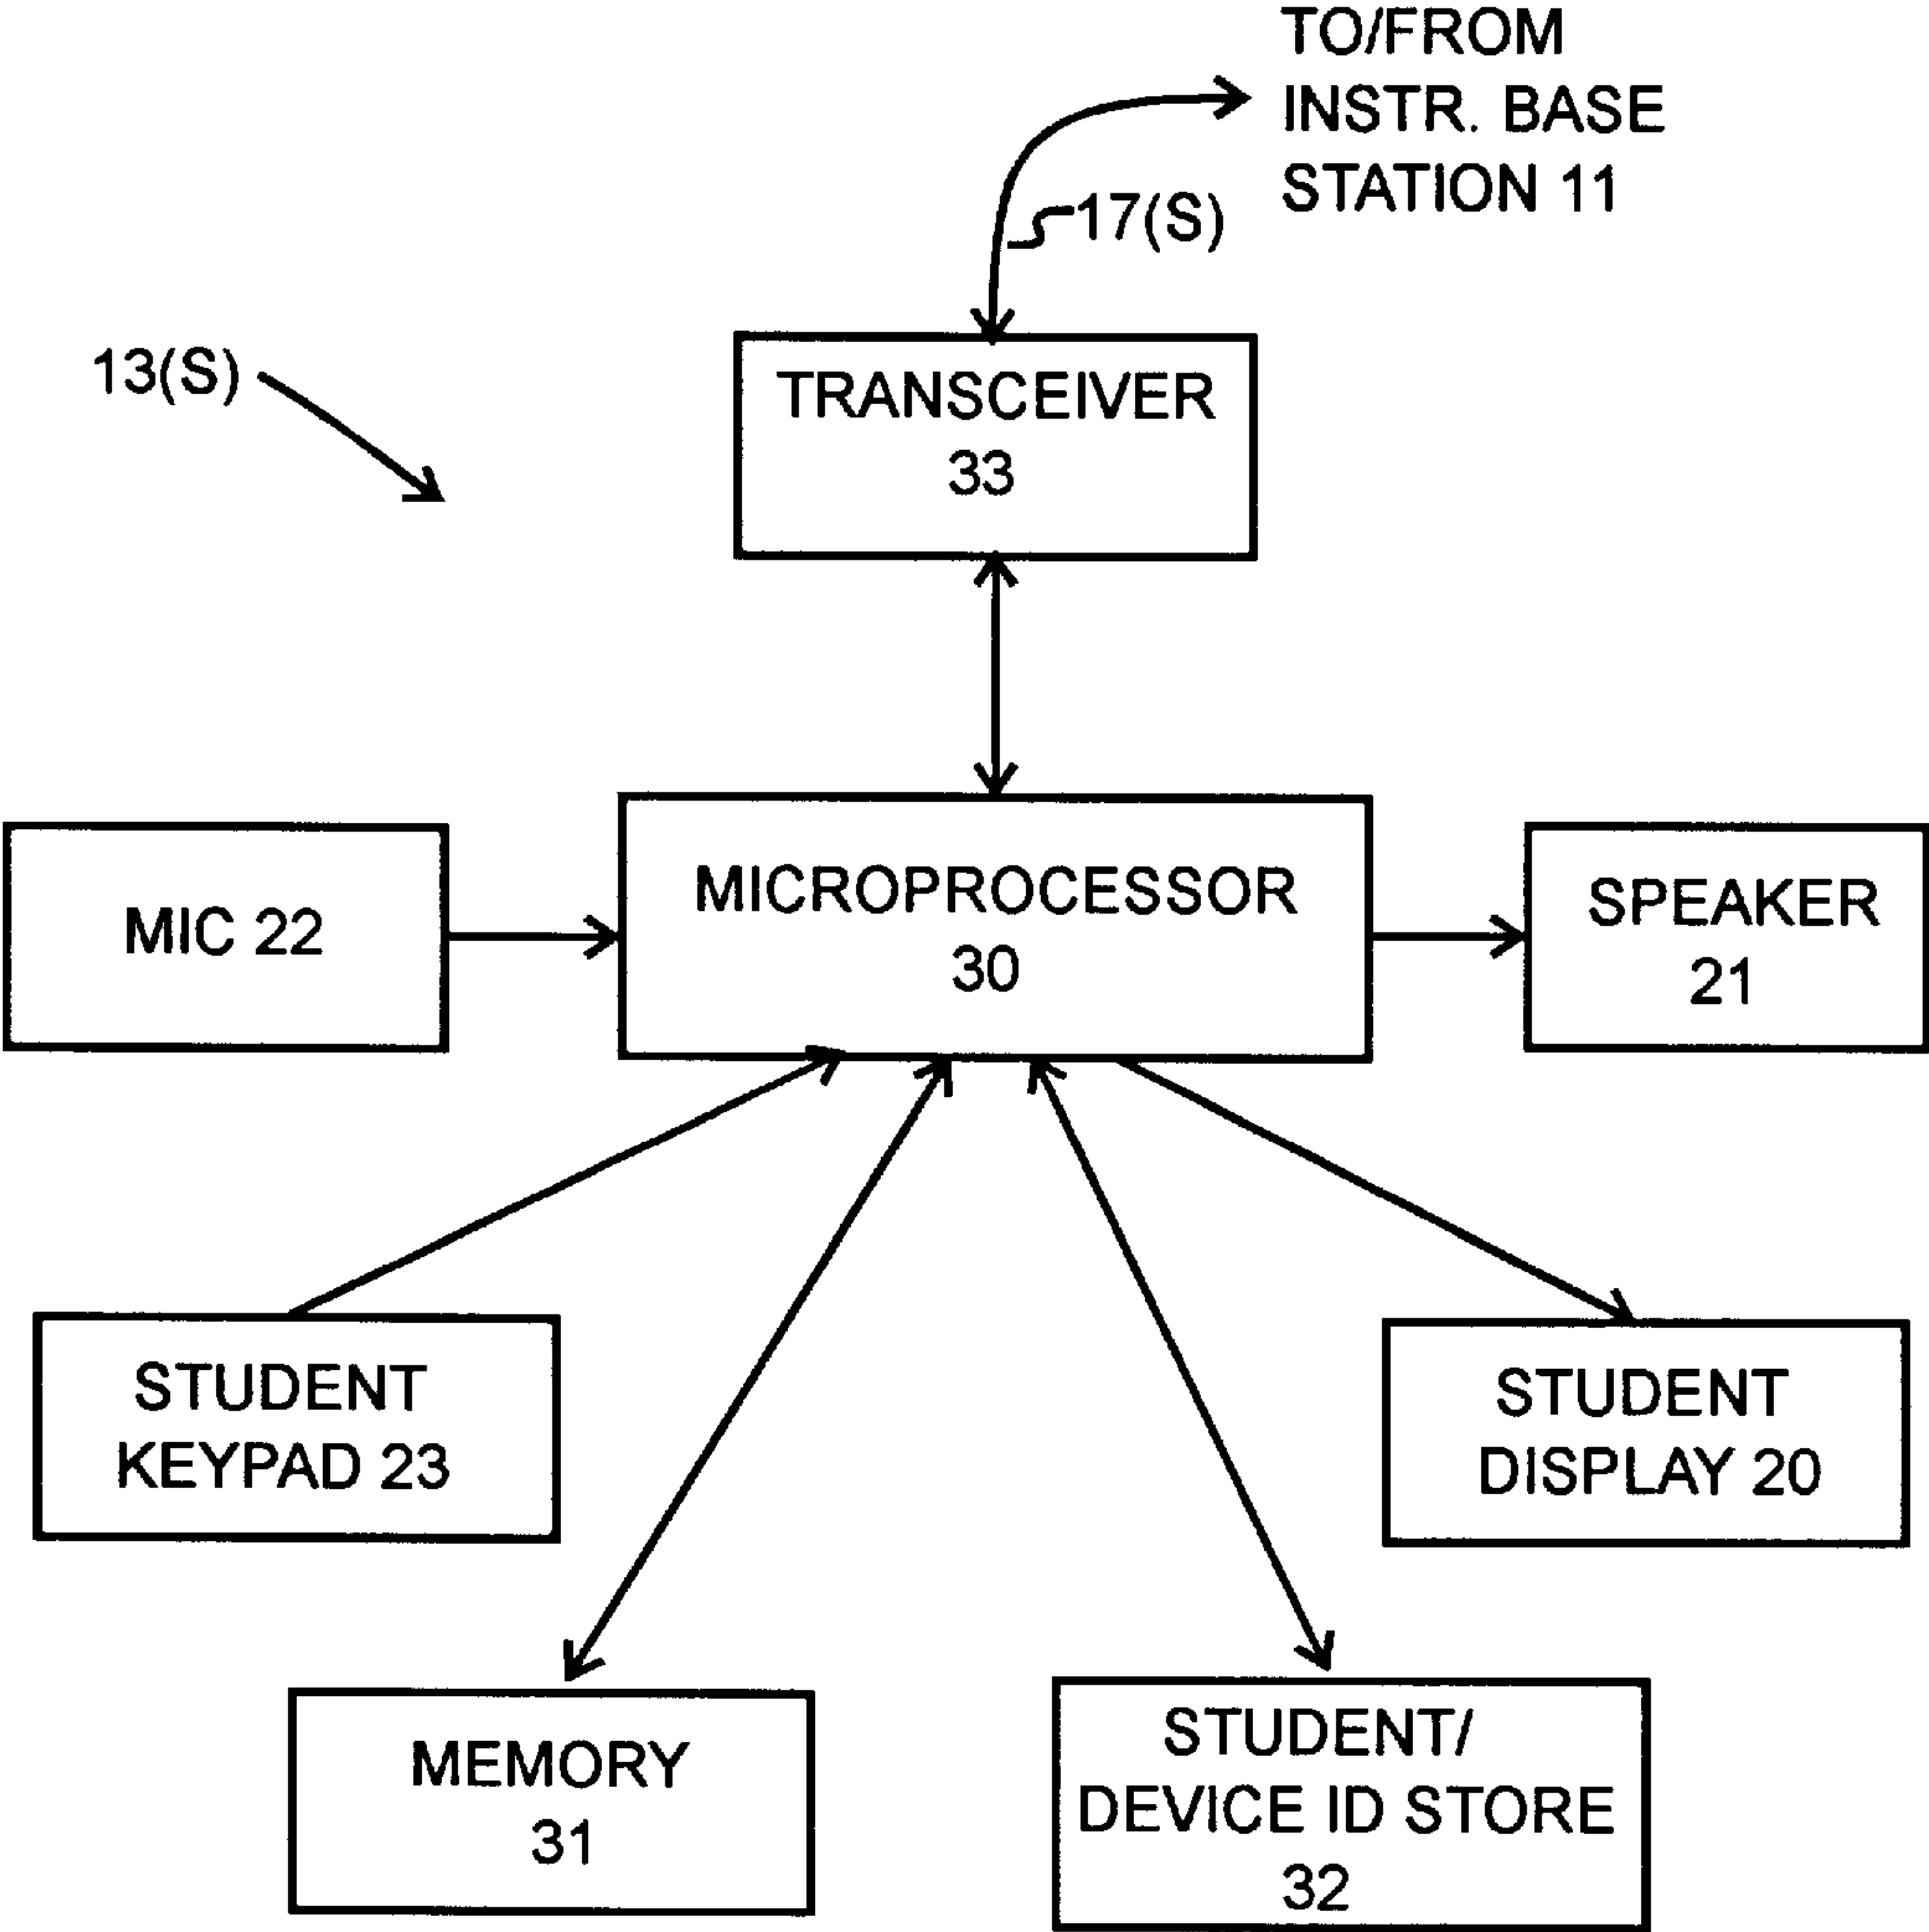 TO/FROM
INSTR. BASE
STATION 11
17(S)
13(S)
TRANSCEIVER
33
MIC 22
MICROPROCESSOR
30
SPEAKER
21
STUDENT
KEYPAD 23
STUDENT
DISPLAY 20
MEMORY
31
STUDENT/
DEVICE ID STORE
32